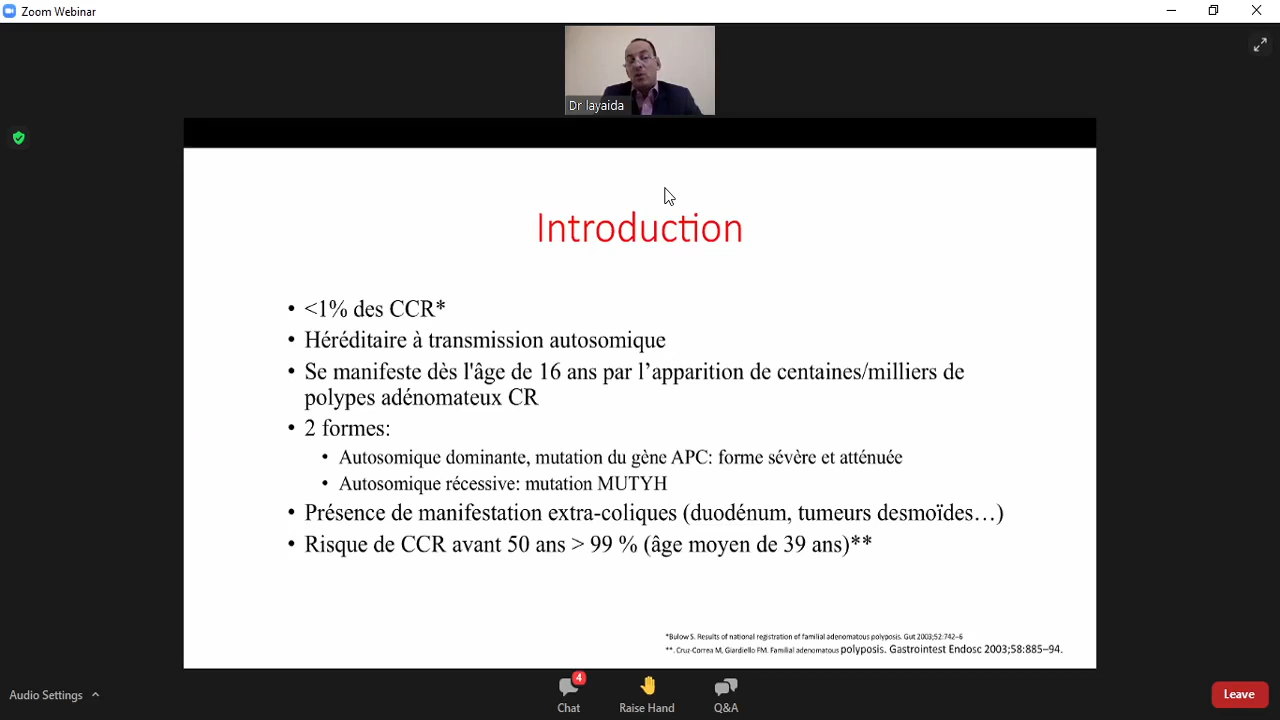 Zoom Webinar
Dr layaida
Introduction
• <1% des CCR*
• Héréditaire à transmission autosomique
• Se manifeste dès l'âge de 16 ans par l’apparition de centaines/milliers de
polypes adénomateux CR
• 2 formes:
• Autosomique dominante, mutation du gène APC: forme sévère et atténuée
• Autosomique récessive: mutation MUTYH
• Présence de manifestation extra-coliques (duodénum, tumeurs desmoïdes…)
• Risque de CCR avant 50 ans > 99 % (âge moyen de 39 ans)**
*Bulow S. Results of national registration of familial adenomatous polyposis. Gut 2003;52:742–6
**. Cruz-Correa M, Giardiello FM. Familial adenomatous polyposis. Gastrointest Endosc 2003;58:885–94.
Audio Settings
4
Chat
Raise Hand
Q&A
Leave